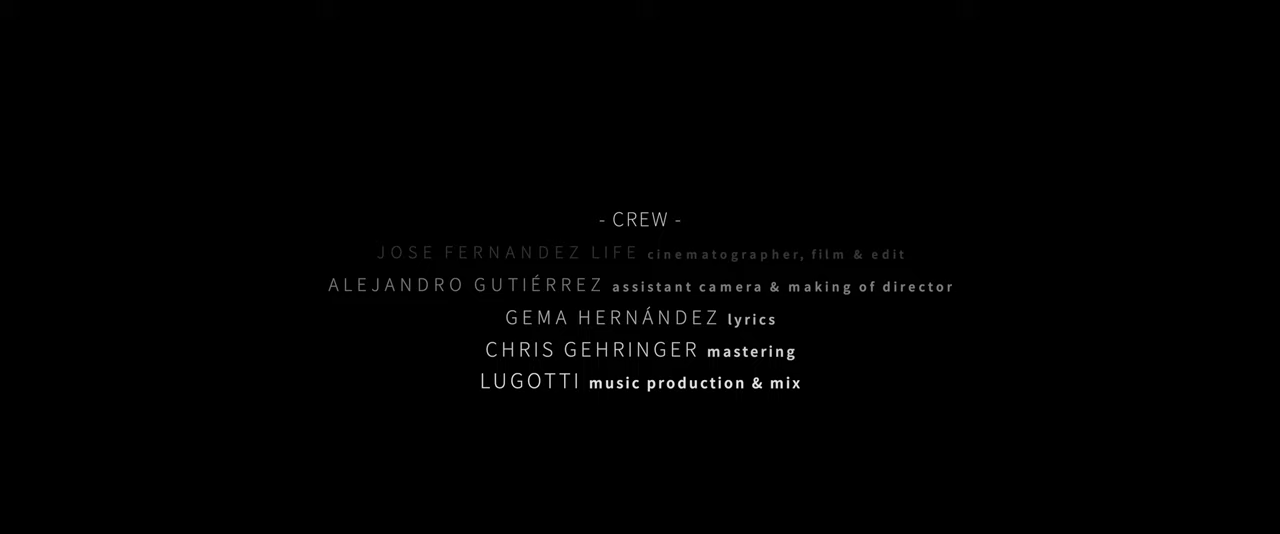 - CREW -
JOSE FERNANDEZ LIFE cinematographer, film & edit
ALEJANDRO GUTIÉRREZ assistant camera & making of director
GEMA HERNÁNDEZ lyrics
CHRIS GEHRINGER mastering
LUGOTTI music production & mix